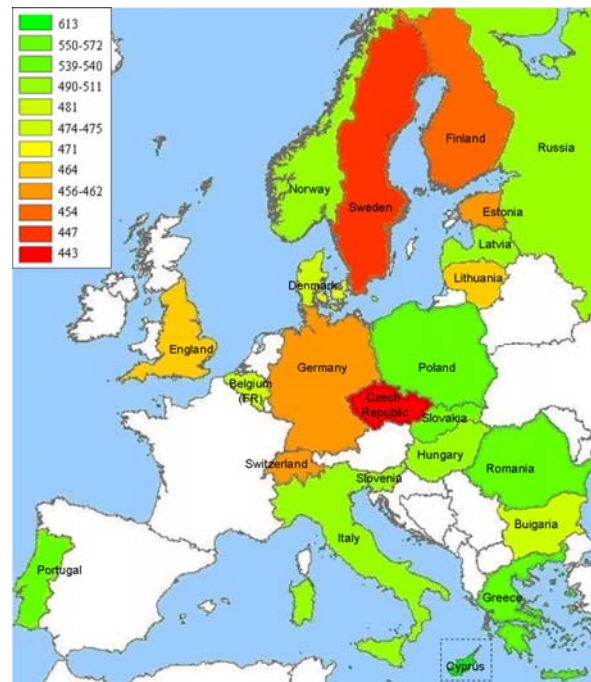 613
550-572
539-540
490-511
481
474-475
471
464
456-462
454
447
443
Finland
Russia
Norway
Sweden
Estonia
Latvia
Lithuania
Denmark
England
Germany
Poland
Belgium
(FR)
Czech
Republic
Slovakia
Hungary
Switzerland
Slovenia
Romania
Italy
Bulgaria
Portugal
Greece
Cyprus